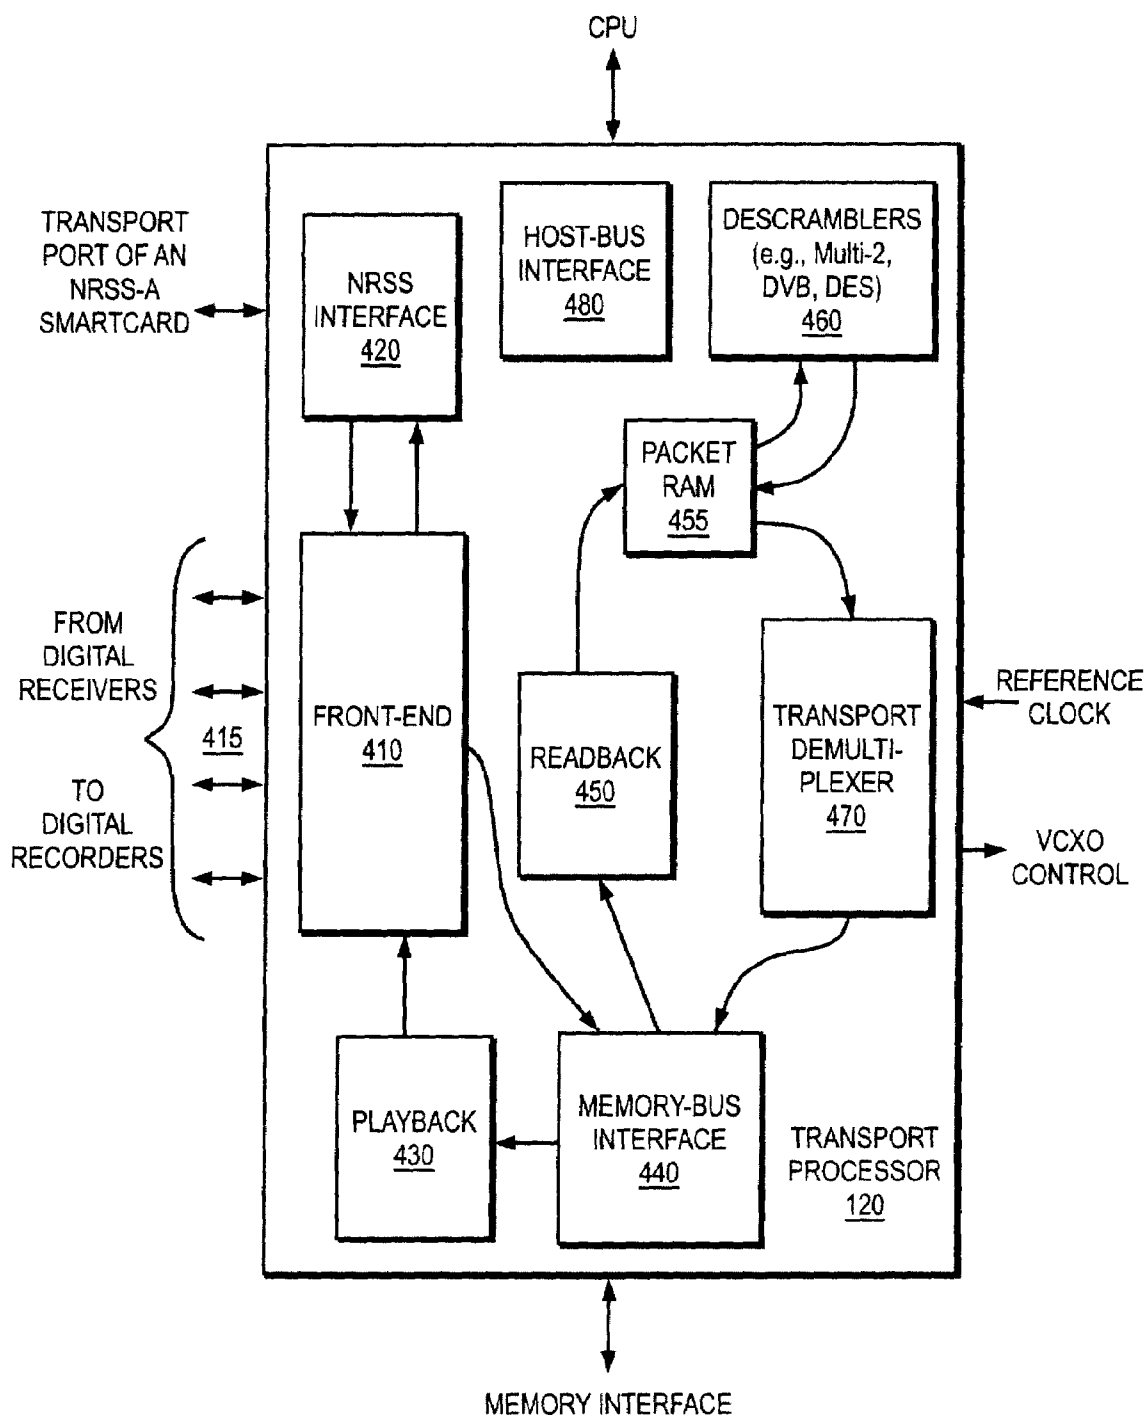 CPU
TRANSPORT
PORT OF AN
NRSS-A
SMARTCARD
NRSS
INTERFACE
420
HOST-BUS
INTERFACE
480
DESCRAMBLERS
(e.g., Multi-2,
DVB, DES)
460
PACKET
RAM
455
FROM
DIGITAL
RECEIVERS
415
TO
DIGITAL
RECORDERS
FRONT-END
410
READBACK
450
TRANSPORT
DEMULTI-
PLEXER
470
REFERENCE
CLOCK
VCXO
CONTROL
PLAYBACK
430
MEMORY-BUS
INTERFACE
440
TRANSPORT
PROCESSOR
120
MEMORY INTERFACE